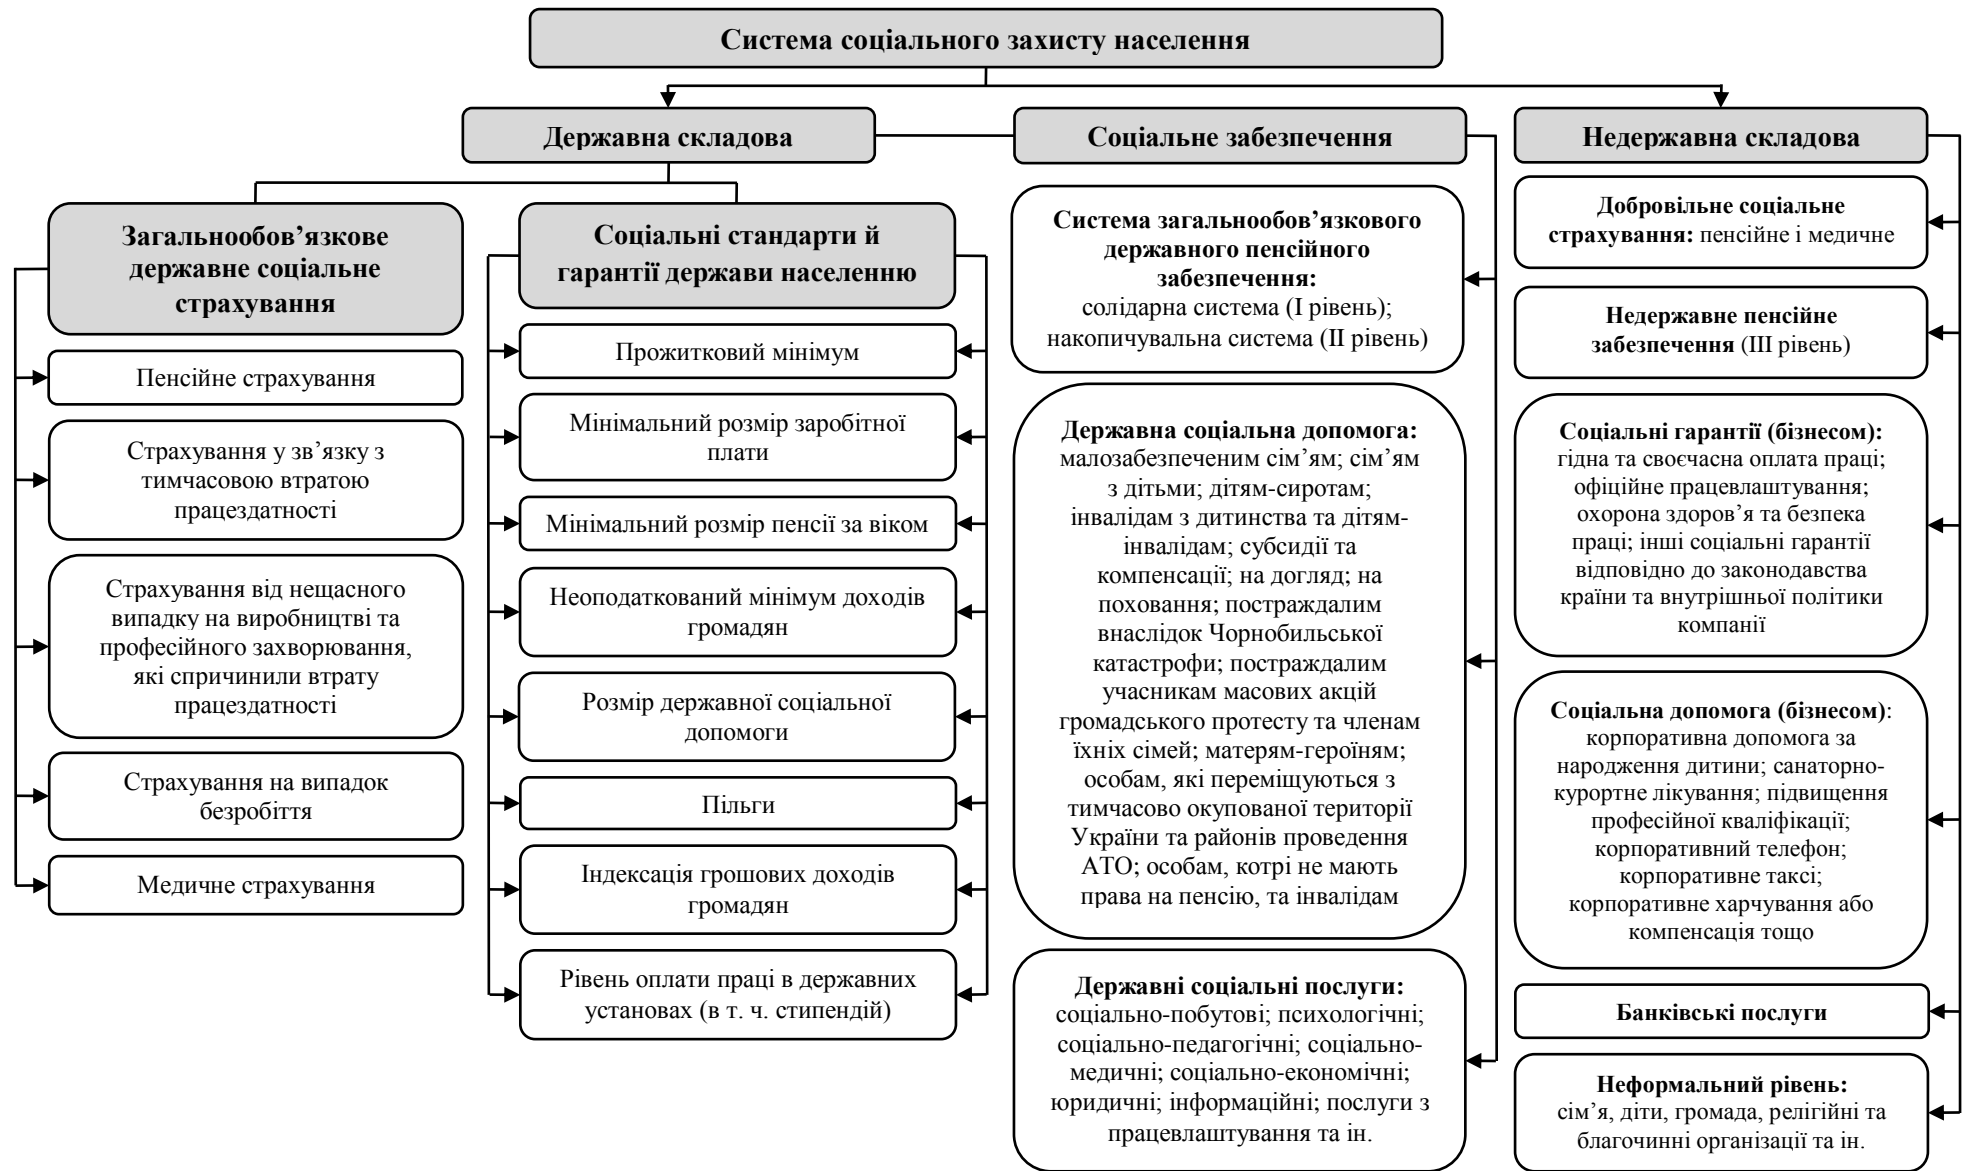 Система соціального захисту населення
Державна складова
Соціальне забезпечення
Недержавна складова
Загальнообов’язкове
державне соціальне
страхування
Пенсійне страхування
Страхування у зв’язку з
тимчасовою втратою
працездатності
Страхування від нещасного
випадку на виробництві та
професійного захворювання,
які спричинили втрату
працездатності
Страхування на випадок
безробіття
Медичне страхування
Соціальні стандарти й
гарантії держави населенню
Прожитковий мінімум
Мінімальний розмір заробітної
плати
Мінімальний розмір пенсії за віком
Неоподаткований мінімум доходів
громадян
Розмір державної соціальної
допомоги
Пільги
Індексація грошових доходів
громадян
Рівень оплати праці в державних
установах (в т. ч. стипендій)
Система загальнообов’язкового
державного пенсійного
забезпечення:
солідарна система (І рівень);
накопичувальна система (ІІ рівень)
Державна соціальна допомога:
малозабезпеченим сім’ям; сім’ям
з дітьми; дітям-сиротам;
інвалідам з дитинства та дітям-
інвалідам; субсидії та
компенсації; на догляд; на
поховання; постраждалим
внаслідок Чорнобильської
катастрофи; постраждалим
учасникам масових акцій
громадського протесту та членам
їхніх сімей; матерям-героїням;
особам, які переміщуються з
тимчасово окупованої території
України та районів проведення
АТО; особам, котрі не мають
права на пенсію, та інвалідам
Державні соціальні послуги:
соціально-побутові; психологічні;
соціально-педагогічні; соціально-
медичні; соціально-економічні;
юридичні; інформаційні; послуги з
працевлаштування та ін.
Добровільне соціальне
страхування: пенсійне і медичне
Недержавне пенсійне
забезпечення (ІІІ рівень)
Соціальні гарантії (бізнесом):
гідна та своєчасна оплата праці;
офіційне працевлаштування;
охорона здоров’я та безпека
праці; інші соціальні гарантії
відповідно до законодавства
країни та внутрішньої політики
компанії
Соціальна допомога (бізнесом):
корпоративна допомога за
народження дитини; санаторно-
курортне лікування; підвищення
професійної кваліфікації;
корпоративний телефон;
корпоративне таксі;
корпоративне харчування або
компенсація тощо
Банківські послуги
Неформальний рівень:
сім’я, діти, громада, релігійні та
благочинні організації та ін.